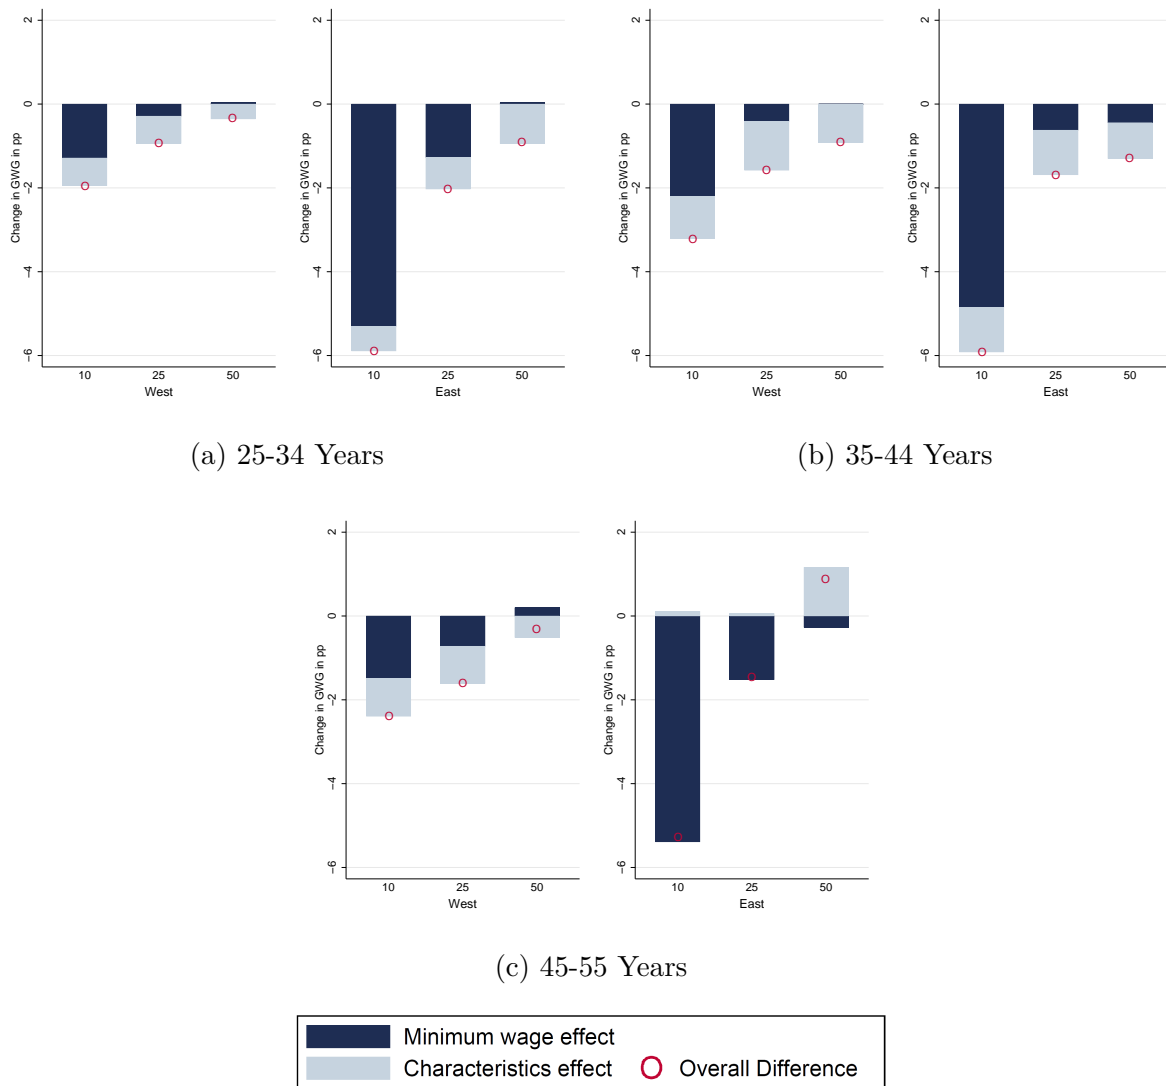 Change in GWG in pp
2
0
−2
−4
−6
10 25 50
West
Change in GWG in pp
2
0
−2
−4
−6
10 25 50
East
(a) 25-34 Years
Change in GWG in pp
2
0
−2
−4
−6
10 25 50
West
Change in GWG in pp
2
0
−2
−4
−6
10 25 50
East
(b) 35-44 Years
Change in GWG in pp
2
0
−2
−4
−6
10 25 50
West
Change in GWG in pp
2
0
−2
−4
−6
10 25 50
East
(c) 45-55 Years
Minimum wage effect
Characteristics effect Overall Difference